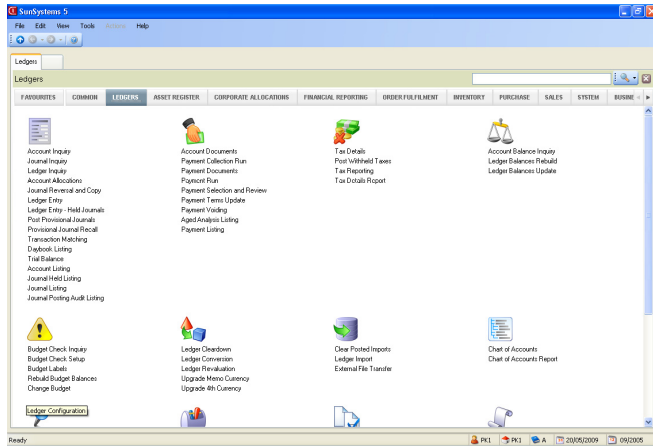 SunSystems 5
File Edit View Tools Actions Help
Ledgers
Ledgers
FAVOURITES COMMON LEDGERS ASSET REGISTER CORPORATE ALLOCATIONS FINANCIAL REPORTING ORDER FULFILMENT INVENTORY PURCHASE SALES SYSTEM BUSINE
Account Inquiry
Journal Inquiry
Ledger Inquiry
Account Allocations
Journal Reversal and Copy
Ledger Entry
Ledger Entry - Held Journals
Post Provisional Journals
Provisional Journal Recall
Transaction Matching
Daybook Listing
Trial Balance
Account Listing
Journal Held Listing
Journal Listing
Journal Posting Audit Listing
Account Documents
Payment Collection Run
Payment Documents
Payment Run
Payment Selection and Review
Payment Terms Update
Payment Voiding
Aged Analysis Listing
Payment Listing
Tax Details
Post Withheld Taxes
Tax Reporting
Tax Details Report
Account Balance Inquiry
Ledger Balances Rebuild
Ledger Balances Update
Budget Check Inquiry
Budget Check Setup
Budget Labels
Rebuild Budget Balances
Change Budget
Ledger Cleardown
Ledger Conversion
Ledger Revaluation
Upgrade Memo Currency
Upgrade 4th Currency
Clear Posted Imports
Ledger Import
External File Transfer
Chart of Accounts
Chart of Accounts Report
Ledger Configuration
Ready PK1 PK1 A 20/05/2009 09/2005